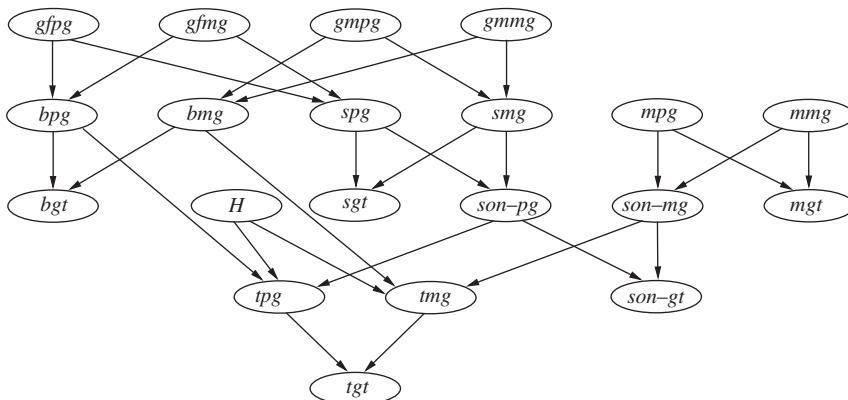 gfpg gfmg gmpg gmmg
bpg bmg spg smg mpg mmg
bgt H sgt son–pg son–mg mgt
tpg tmg son–gt
tgt